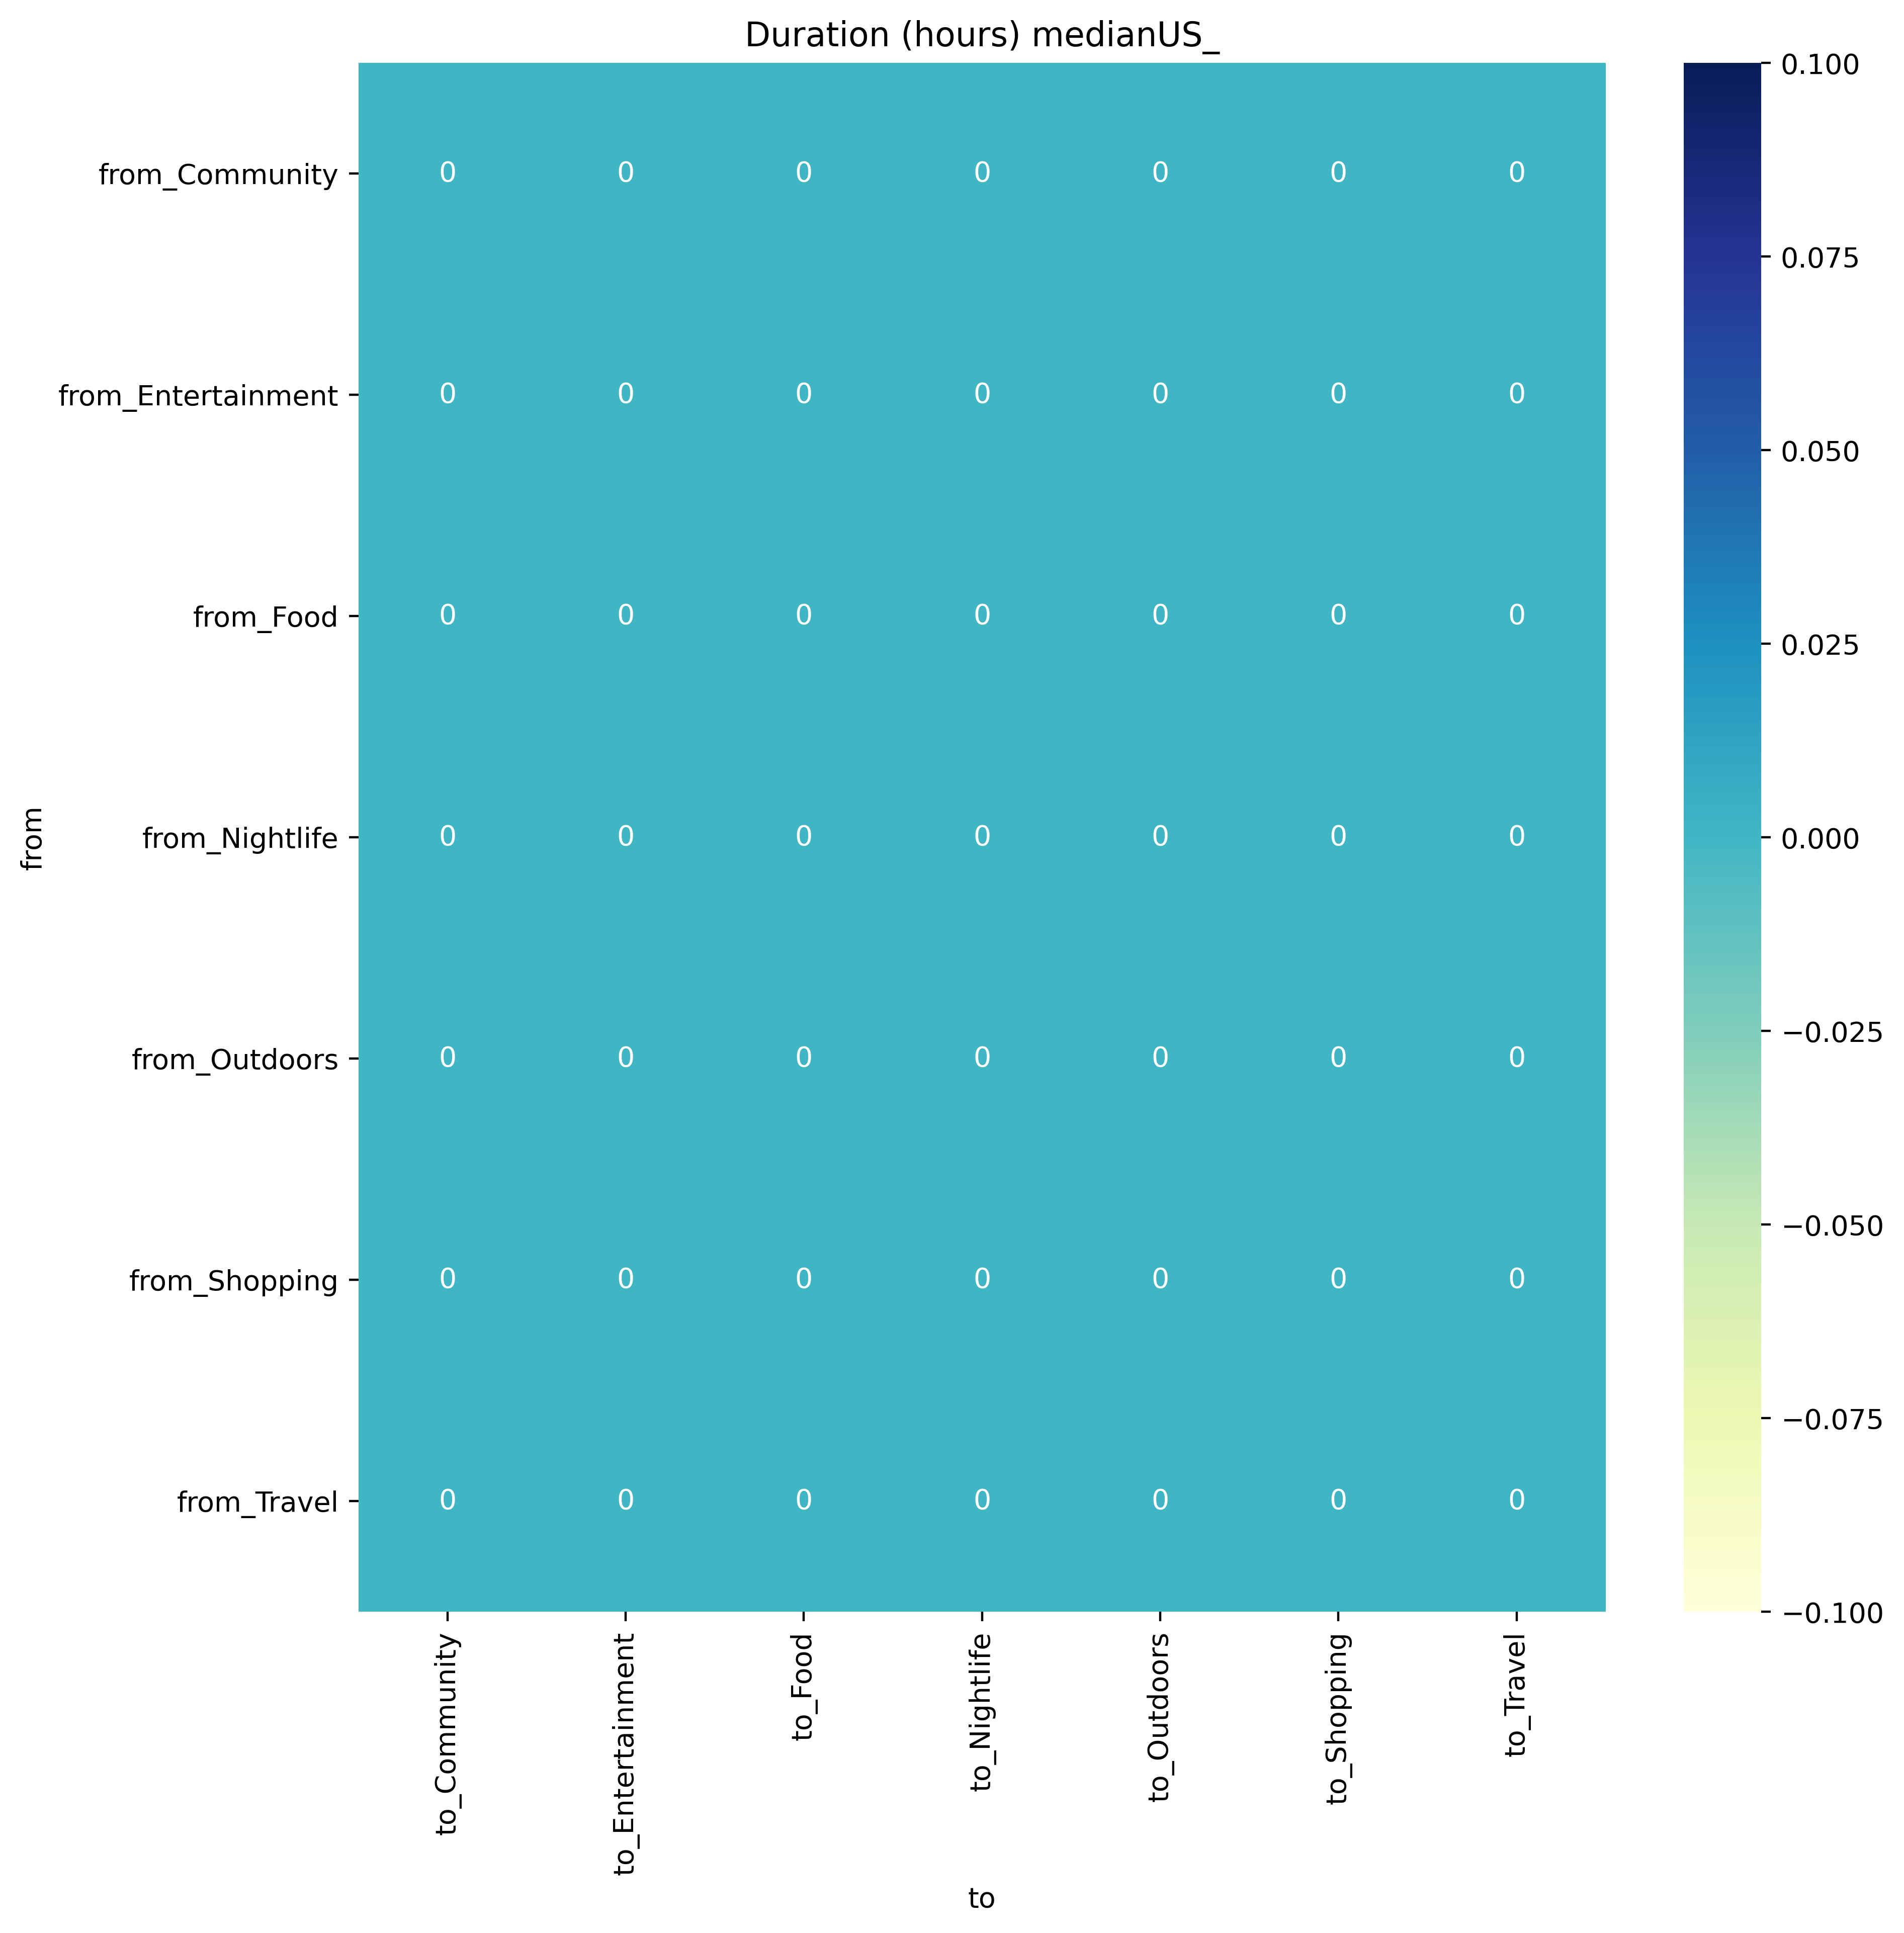 Duration (hours) medianUS_
from
from_Community 0 0 0 0 0 0 0
from_Entertainment 0 0 0 0 0 0 0
from_Food 0 0 0 0 0 0 0
from_Nightlife 0 0 0 0 0 0 0
from_Outdoors 0 0 0 0 0 0 0
from_Shopping 0 0 0 0 0 0 0
from_Travel 0 0 0 0 0 0 0
to_Community
to_Entertainment
to_Food
to_Nightlife
to_Outdoors
to_Shopping
to_Travel
to
0.100
0.075
0.050
0.025
0.000
−0.025
−0.050
−0.075
−0.100